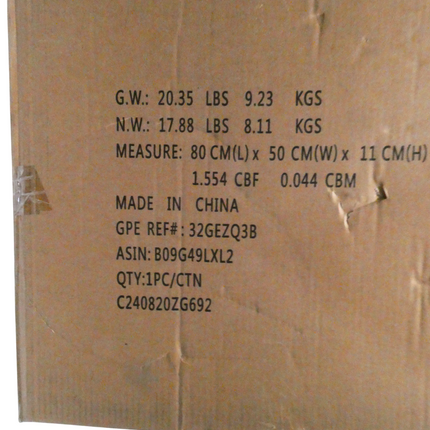 G.W.: 20.35 LBS 9.23 KGS
N.W.: 17.88 LBS 8.11 KGS
MEASURE: 80 CM(L) x 50 CM(W) x 11 CM(H)
1.554 CBF 0.044 CBM
MADE IN CHINA
GPE REF#: 32GEZQ3B
ASIN: B09G49LXL2
QTY:1PC/CTN
C240820ZG692